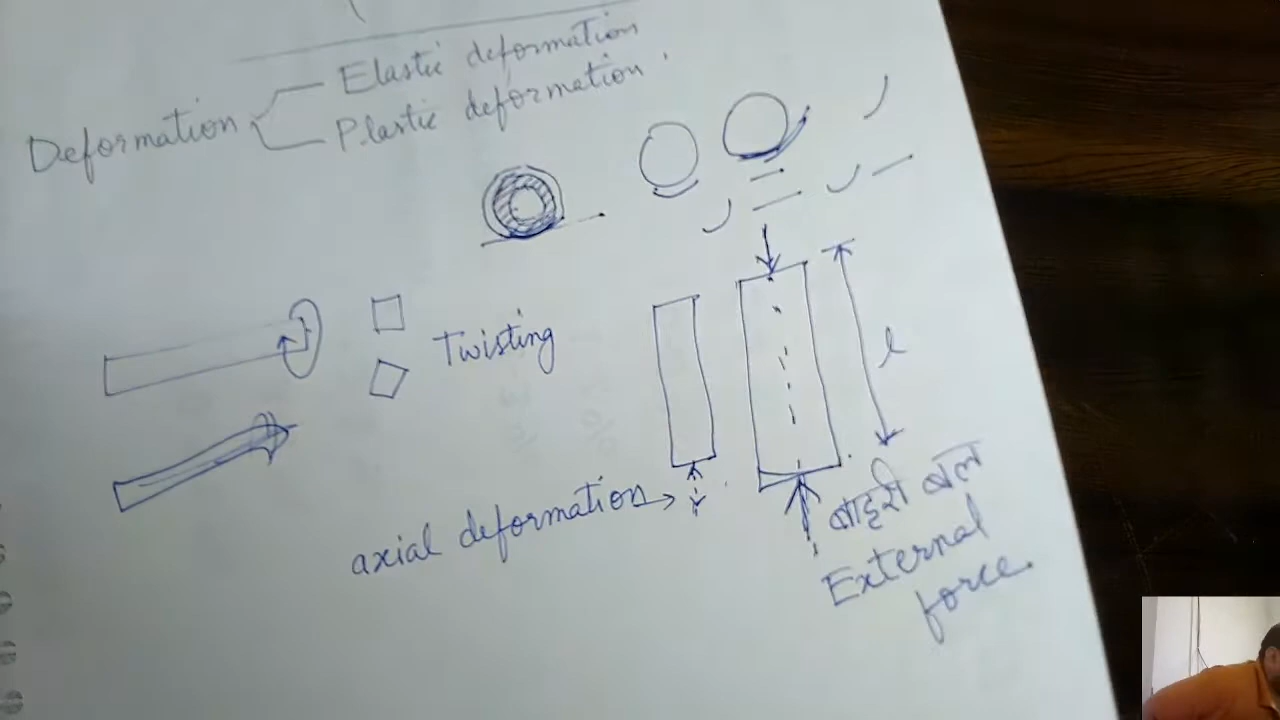 Elastic deformation
Deformation
Plastic deformation.
Twisting
l
axial deformation
बाहरी बल
External
force.